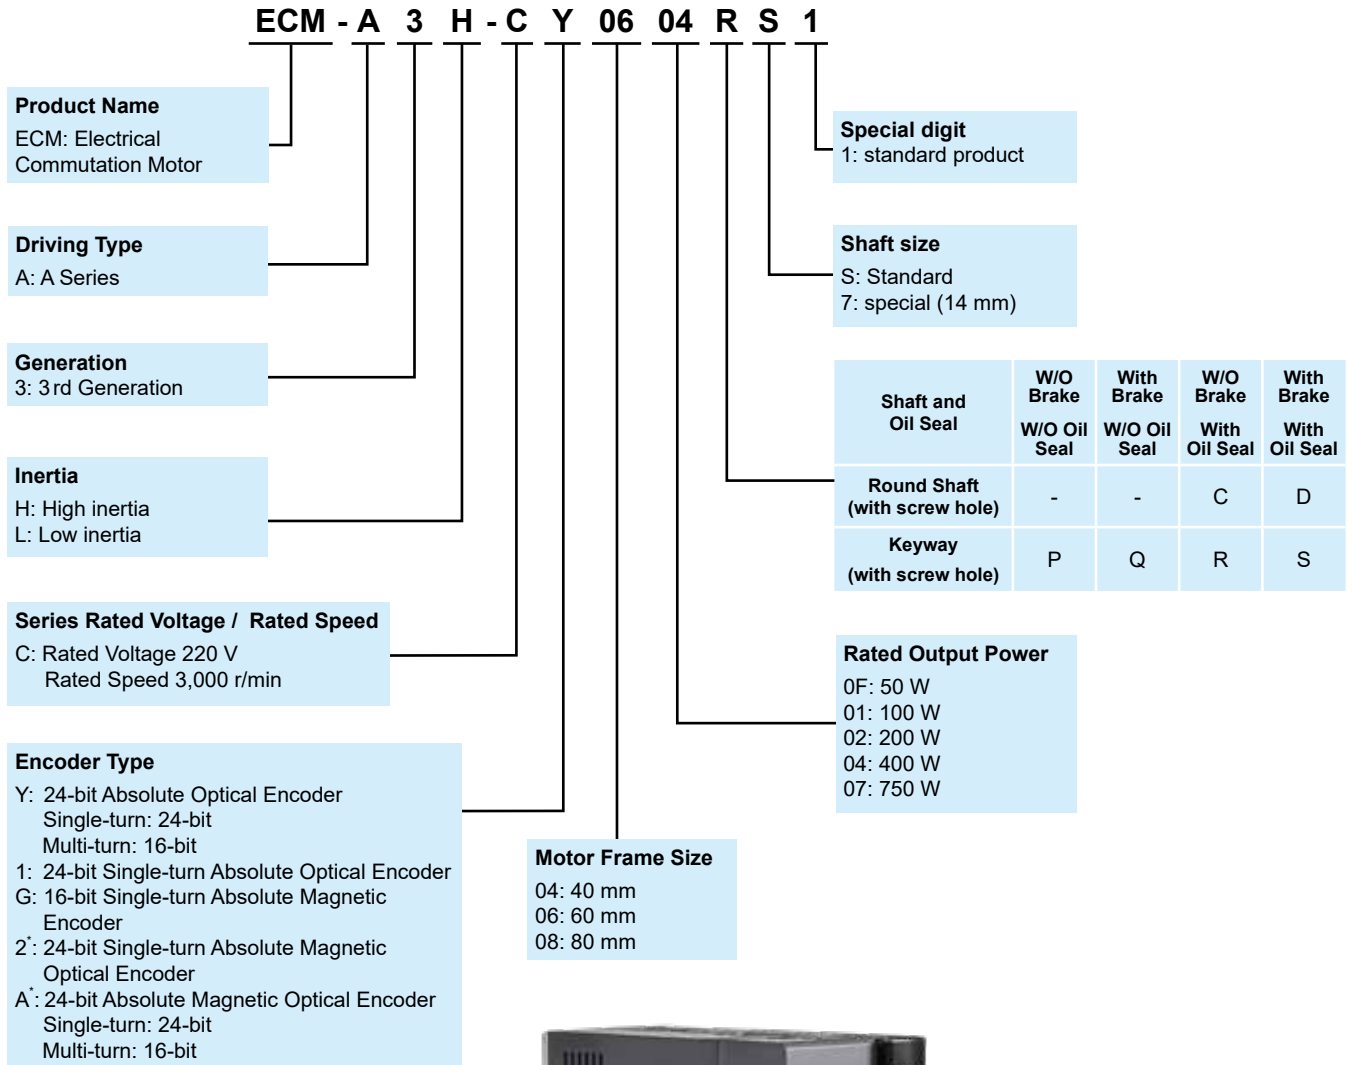 ECM - A 3 H - C Y 06 04 R S 1
Product Name
ECM: Electrical
Commutation Motor
Driving Type
A: A Series
Generation
3: 3 rd Generation
Inertia
H: High inertia
L: Low inertia
Series Rated Voltage / Rated Speed
C: Rated Voltage 220 V
Rated Speed 3,000 r/min
Encoder Type
Y: 24-bit Absolute Optical Encoder
Single-turn: 24-bit
Multi-turn: 16-bit
1: 24-bit Single-turn Absolute Optical Encoder
G: 16-bit Single-turn Absolute Magnetic
Encoder
2*: 24-bit Single-turn Absolute Magnetic
Optical Encoder
A*: 24-bit Absolute Magnetic Optical Encoder
Single-turn: 24-bit
Multi-turn: 16-bit
Motor Frame Size
04: 40 mm
06: 60 mm
08: 80 mm
Special digit
1: standard product
Shaft size
S: Standard
7: special (14 mm)
Shaft and
Oil Seal
W/O
Brake
W/O Oil
Seal
With
Brake
W/O Oil
Seal
W/O
Brake
With
Oil Seal
With
Brake
With
Oil Seal
Round Shaft
(with screw hole)
- - C D
Keyway
(with screw hole)
P Q R S
Rated Output Power
0F: 50 W
01: 100 W
02: 200 W
04: 400 W
07: 750 W